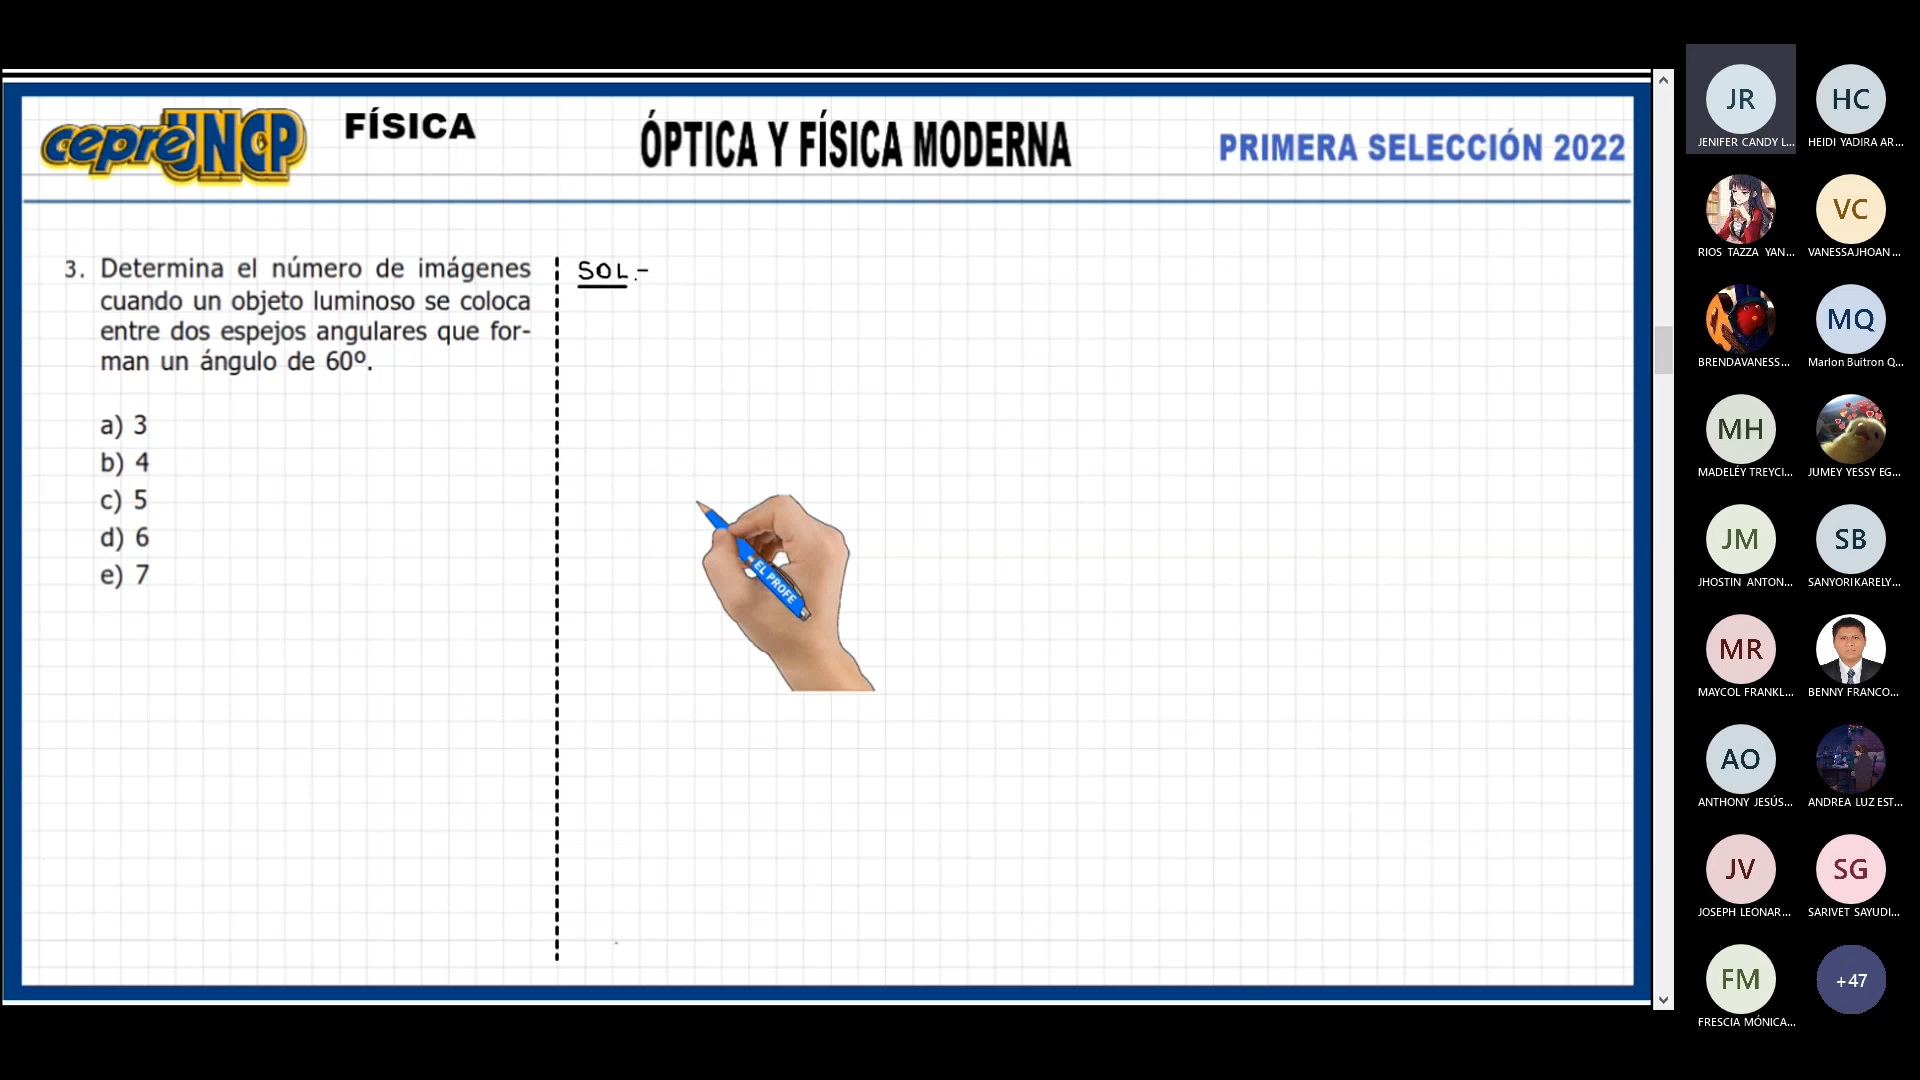 cepreUNCP
FÍSICA
ÓPTICA Y FÍSICA MODERNA
PRIMERA SELECCIÓN 2022
3. Determina el número de imágenes
cuando un objeto luminoso se coloca
entre dos espejos angulares que for-
man un ángulo de 60º.
a) 3
b) 4
c) 5
d) 6
e) 7
SOL.-
EL PROFE
JR
JENIFER CANDY L...
HC
HEIDI YADIRA AR...
RIOS TAZZA YAN...
VC
VANESSAJHOAN...
BRENDAVANESS...
MQ
Marlon Buitron Q...
MH
MADELÉY TREYCI...
JUMEY YESSY EG...
JM
JHOSTIN ANTON...
SB
SANYORIKARELY...
MR
MAYCOL FRANKL...
BENNY FRANCO...
AO
ANTHONY JESÚS...
ANDREA LUZ EST...
JV
JOSEPH LEONAR...
SG
SARIVET SAYUDI...
FM
FRESCIA MÓNICA...
+47